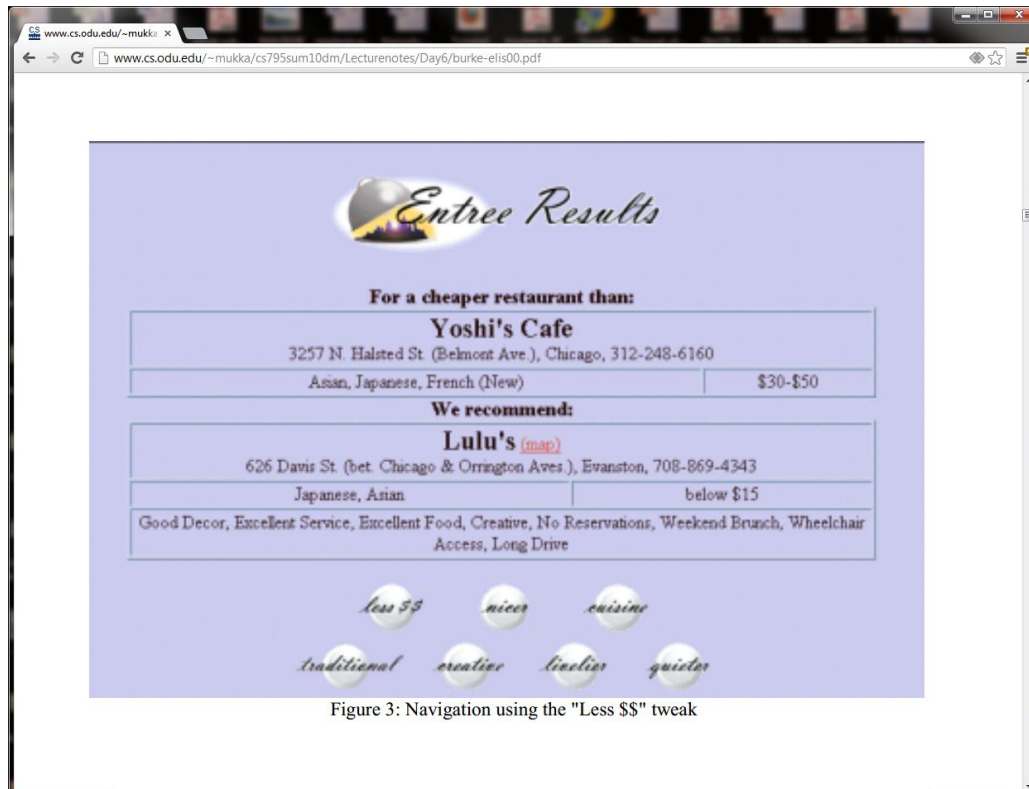 www.cs.odu.edu/~mukka
www.cs.odu.edu/~mukka/cs795sum10dm/Lecturenotes/Day6/burke-elis00.pdf
Entree Results
For a cheaper restaurant than:
Yoshi's Cafe
3257 N. Halsted St. (Belmont Ave.), Chicago, 312-248-6160
Asian, Japanese, French (New) $30-$50
We recommend:
Lulu's (map)
626 Davis St. (bet. Chicago & Orrington Aves.), Evanston, 708-869-4343
Japanese, Asian below $15
Good Decor, Excellent Service, Excellent Food, Creative, No Reservations, Weekend Brunch, Wheelchair
Access, Long Drive
less $$ nicer cuisine
traditional creative livelier quieter
Figure 3: Navigation using the "Less $$" tweak